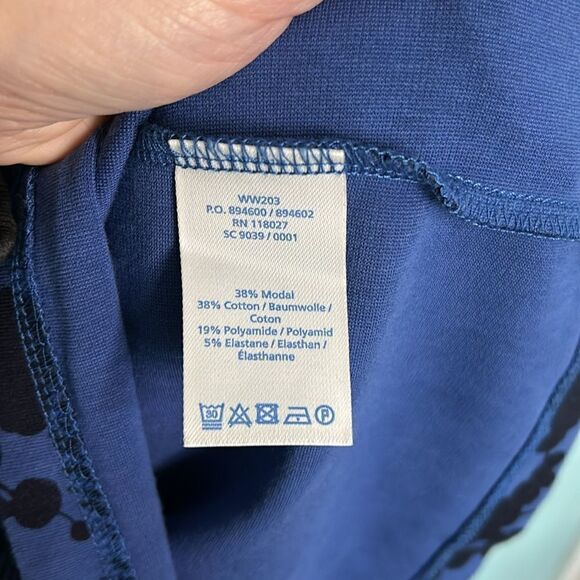 WW203
P.O. 894600 / 894602
RN 118027
SC 9039 / 0001
38% Modal
38% Cotton / Baumwolle /
Coton
19% Polyamide / Polyamid
5% Elastane / Elasthan /
Élasthanne
30 P